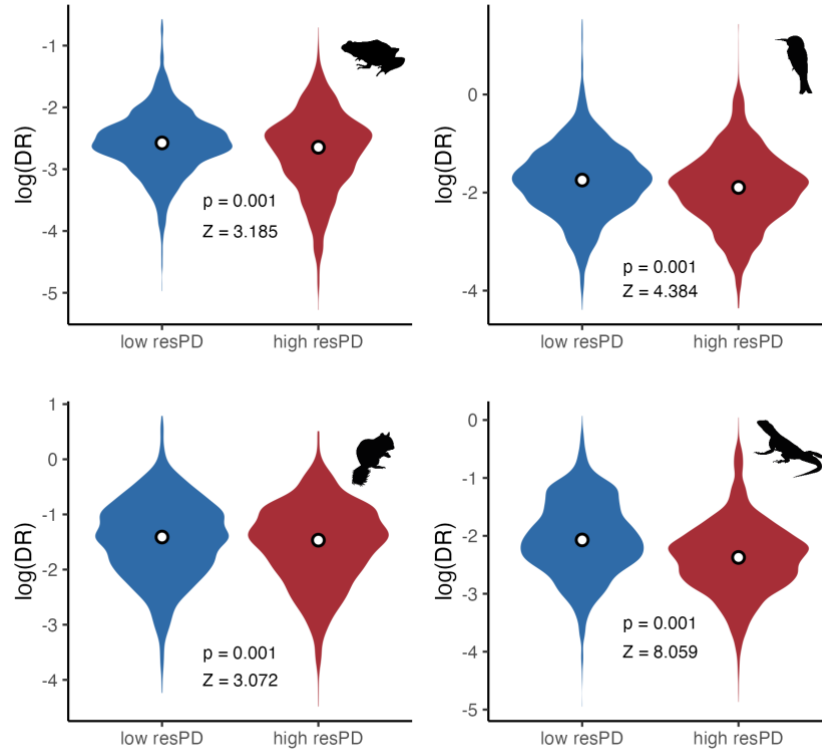 log(DR)
-1
-2
-3
-4
-5
p = 0.001
Z = 3.185
low resPD high resPD
log(DR)
0
-2
-4
p = 0.001
Z = 4.384
low resPD high resPD
log(DR)
1
0
-1
-2
-3
-4
p = 0.001
Z = 3.072
low resPD high resPD
log(DR)
0
-1
-2
-3
-4
-5
p = 0.001
Z = 8.059
low resPD high resPD